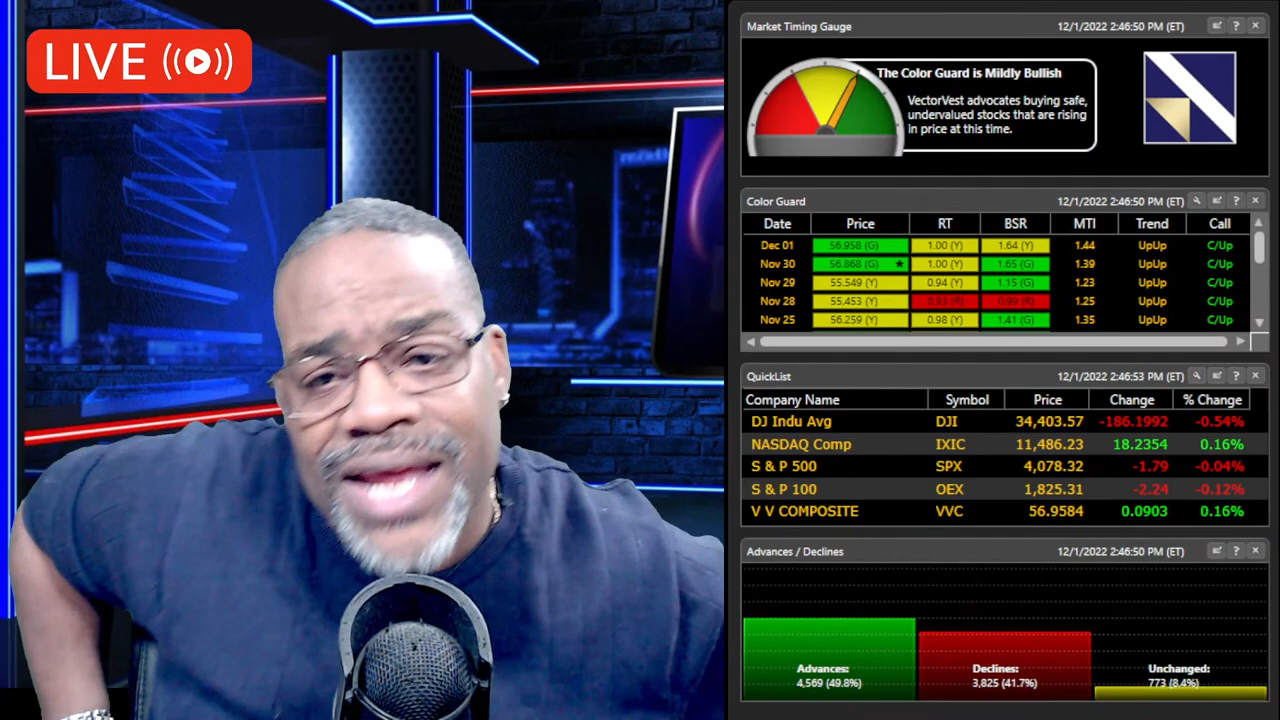 LIVE
Market Timing Gauge 12/1/2022 2:46:50 PM (ET) ? ×
The Color Guard is Mildly Bullish
VectorVest advocates buying safe,
undervalued stocks that are rising
in price at this time.
Color Guard 12/1/2022 2:46:50 PM (ET) ? ×
Date Price RT BSR MTI Trend Call
Dec 01 56.958 (G) 1.00 (Y) 1.64 (Y) 1.44 UpUp C/Up
Nov 30 56.868 (G) ★ 1.00 (Y) 1.65 (G) 1.39 UpUp C/Up
Nov 29 55.549 (Y) 0.94 (Y) 1.15 (G) 1.23 UpUp C/Up
Nov 28 55.453 (Y) 0.93 (R) 0.99 (R) 1.25 UpUp C/Up
Nov 25 56.259 (Y) 0.98 (Y) 1.41 (G) 1.35 UpUp C/Up
QuickList 12/1/2022 2:46:53 PM (ET) ? ×
Company Name Symbol Price Change % Change
DJ Indu Avg DJI 34,403.57 -186.1992 -0.54%
NASDAQ Comp IXIC 11,486.23 18.2354 0.16%
S & P 500 SPX 4,078.32 -1.79 -0.04%
S & P 100 OEX 1,825.31 -2.24 -0.12%
V V COMPOSITE VVC 56.9584 0.0903 0.16%
Advances / Declines 12/1/2022 2:46:50 PM (ET) ? ×
Advances: Declines: Unchanged:
4,569 (49.8%) 3,825 (41.7%) 773 (8.4%)